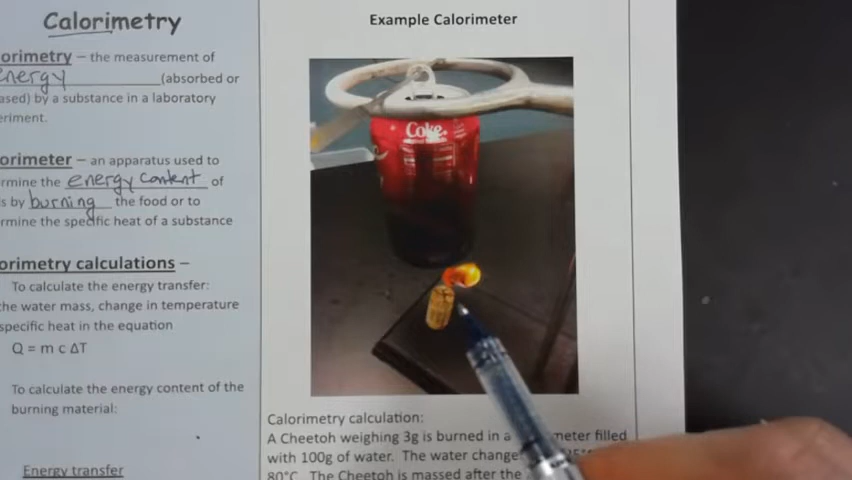 Calorimetry
orimetry – the measurement of
energy (absorbed or
ased) by a substance in a laboratory
eriment.
orimeter – an apparatus used to
rmine the energy content of
s by burning the food or to
rmine the specific heat of a substance
orimetry calculations –
To calculate the energy transfer:
the water mass, change in temperature
specific heat in the equation
Q = m c ΔT
To calculate the energy content of the
burning material:
Energy transfer
Example Calorimeter
Coke
Calorimetry calculation:
A Cheetoh weighing 3g is burned in a meter filled
with 100g of water. The water change
80°C. The Cheetoh is massed after the